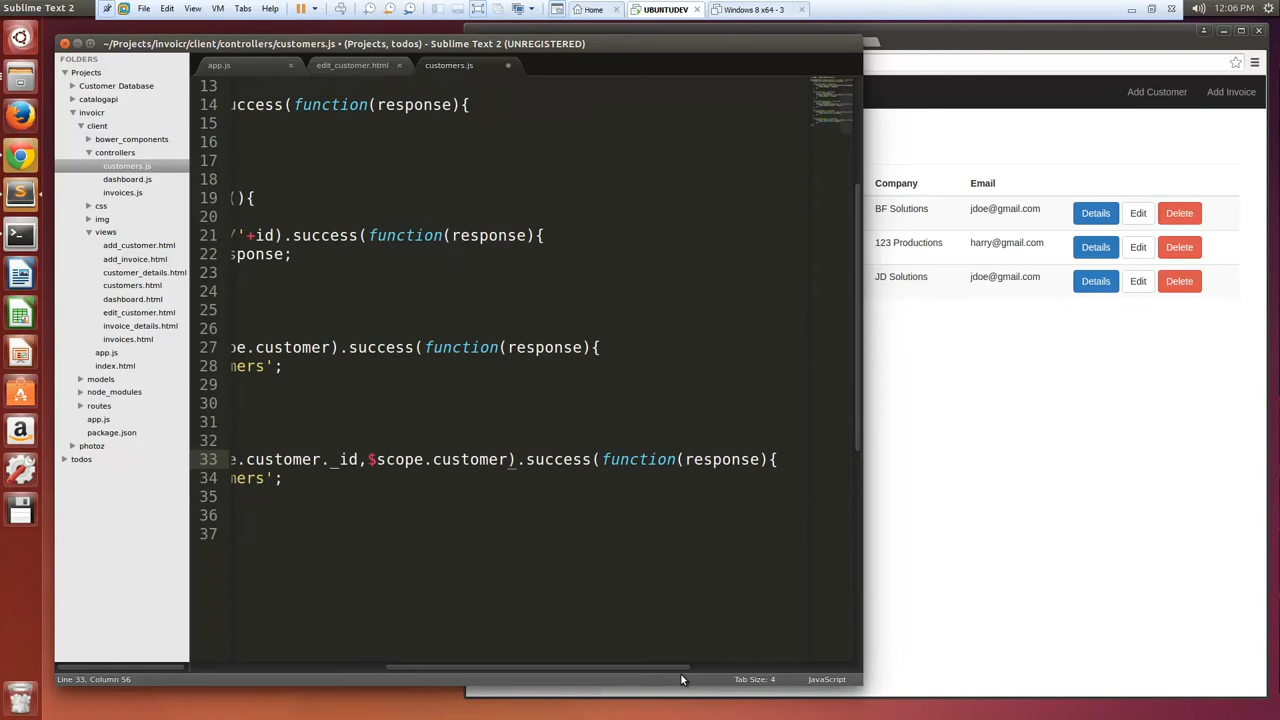 Sublime Text 2
File Edit View VM Tabs Help
Home
UBUNTUDEV
Windows 8 x64 - 3
12:06 PM
~/Projects/invoicr/client/controllers/customers.js • (Projects, todos) - Sublime Text 2 (UNREGISTERED)
FOLDERS
Projects
Customer Database
catalogapi
invoicr
client
bower_components
controllers
customers.js
dashboard.js
invoices.js
css
img
views
add_customer.html
add_invoice.html
customer_details.html
customers.html
dashboard.html
edit_customer.html
invoice_details.html
invoices.html
app.js
index.html
models
node_modules
routes
app.js
package.json
photoz
todos
app.js
edit_customer.html
customers.js
13
14 uccess(function(response){
15
16
17
18
19 (){
20
21 /'+id).success(function(response){
22 sponse;
23
24
25
26
27 pe.customer).success(function(response){
28 mers';
29
30
31
32
33 e.customer._id,$scope.customer).success(function(response){
34 mers';
35
36
37
Line 33, Column 56
Tab Size: 4
JavaScript
Add Customer Add Invoice
Company Email
BF Solutions jdoe@gmail.com Details Edit Delete
123 Productions harry@gmail.com Details Edit Delete
JD Solutions jdoe@gmail.com Details Edit Delete